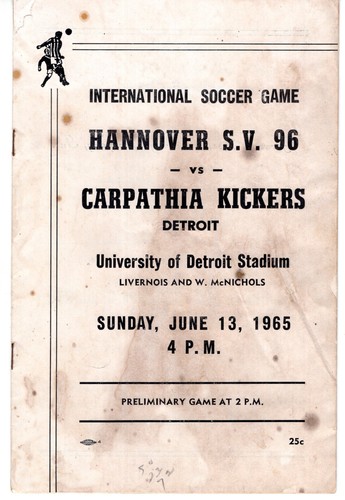 INTERNATIONAL SOCCER GAME
HANNOVER S.V. 96
— VS —
CARPATHIA KICKERS
DETROIT
University of Detroit Stadium
LIVERNOIS AND W. McNICHOLS
SUNDAY, JUNE 13, 1965
4 P.M.
PRELIMINARY GAME AT 2 P.M.
25c